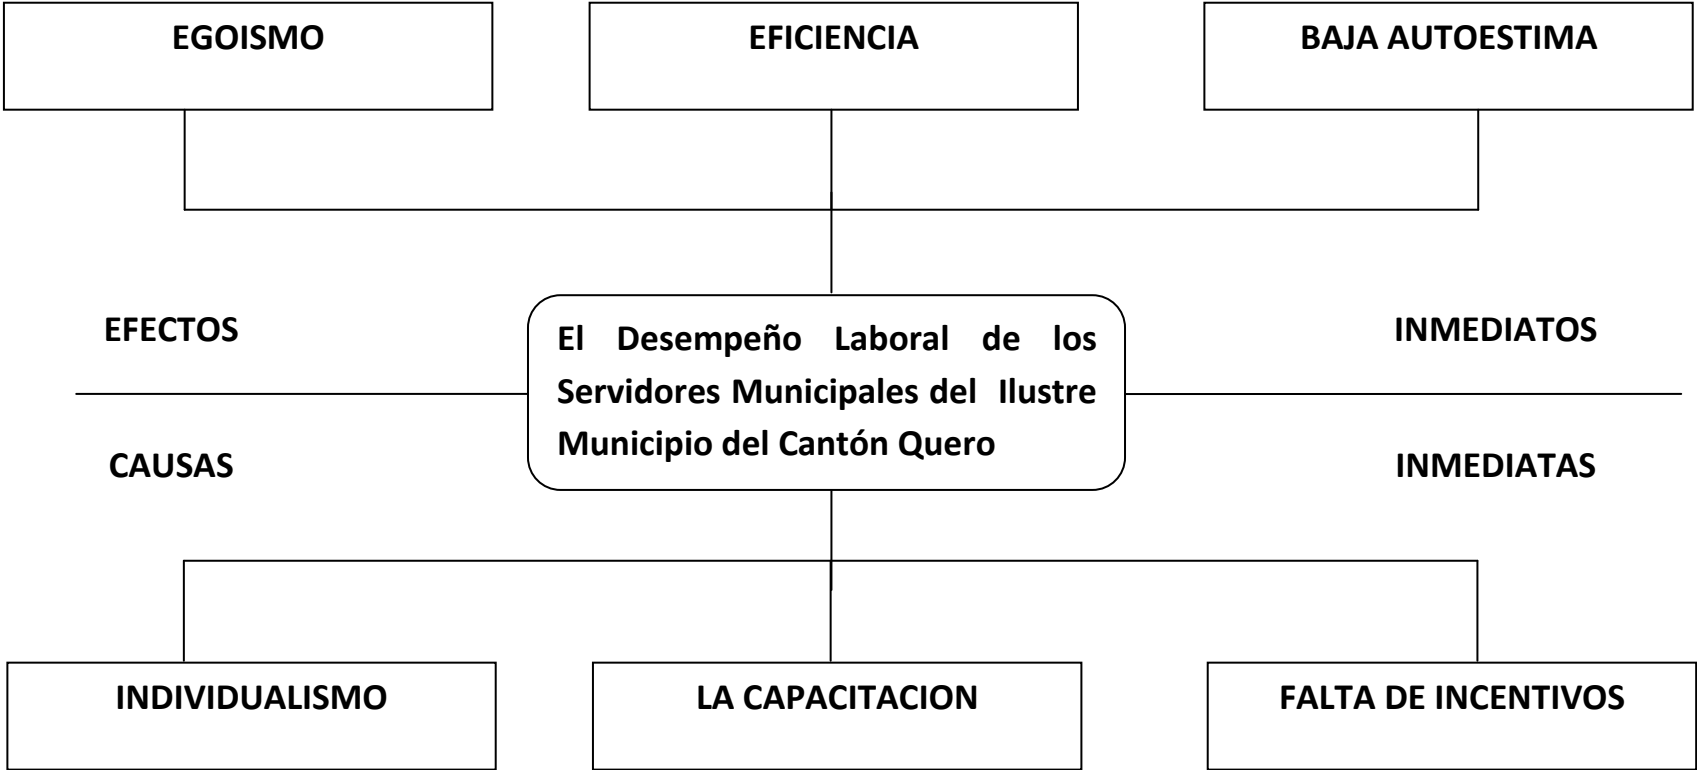 EGOISMO
EFICIENCIA
BAJA AUTOESTIMA
EFECTOS
INMEDIATOS
El Desempeño Laboral de los
Servidores Municipales del Ilustre
Municipio del Cantón Quero
CAUSAS
INMEDIATAS
INDIVIDUALISMO
LA CAPACITACION
FALTA DE INCENTIVOS